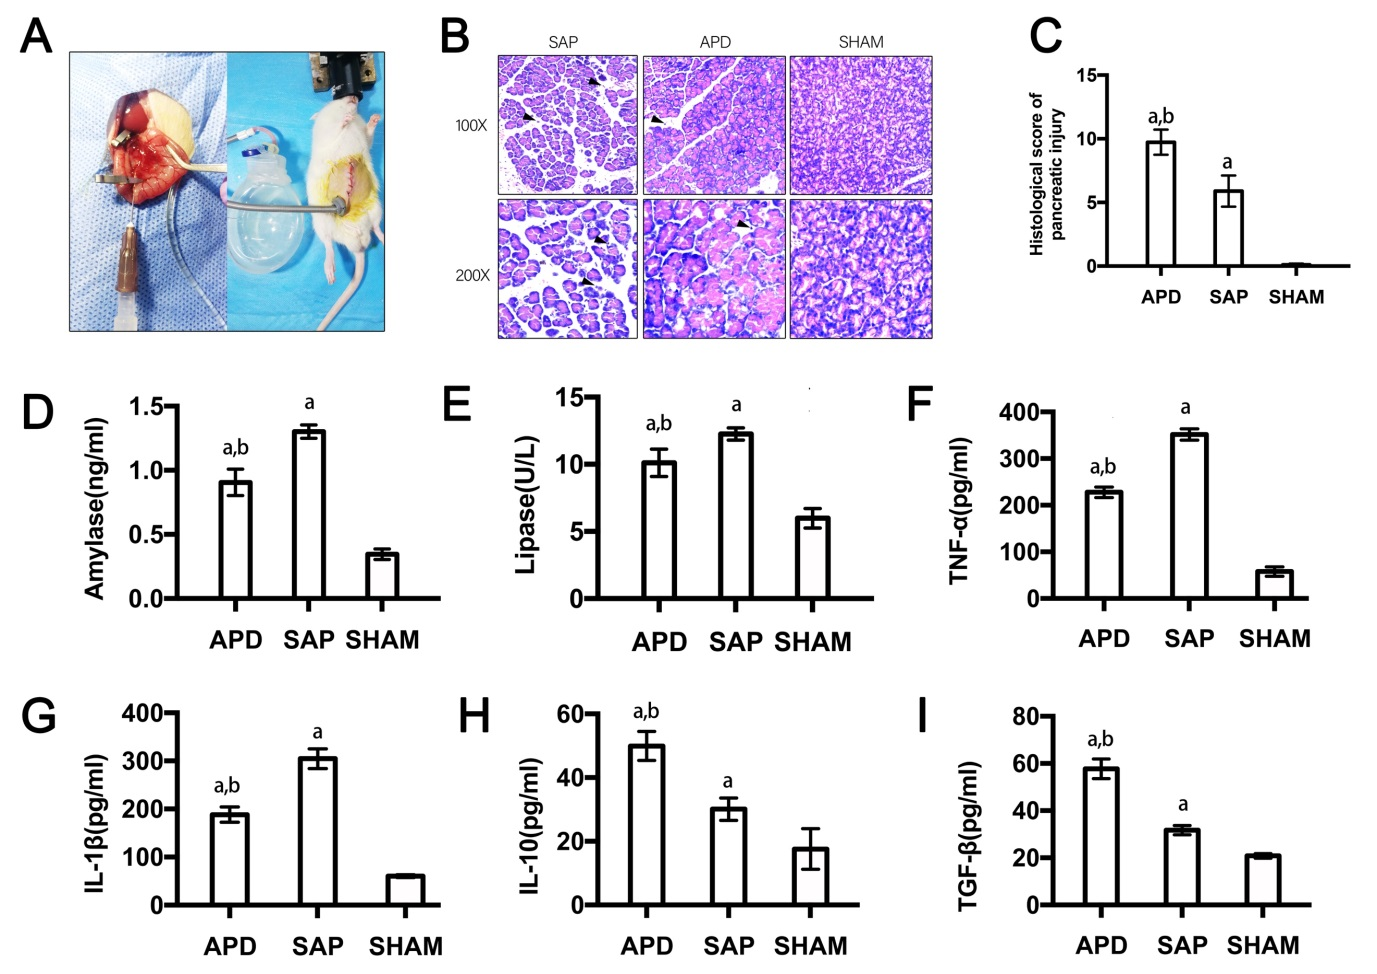 A
B
SAP
APD
SHAM
100X
200X
C
Histological score of
pancreatic injury
15
10
5
0
a,b
a
APD
SAP
SHAM
D
Amylase(ng/ml)
1.5
1.0
0.5
0.0
a,b
a
APD
SAP
SHAM
E
Lipase(U/L)
15
10
5
0
a,b
a
APD
SAP
SHAM
F
TNF-α(pg/ml)
400
300
200
100
0
a,b
a
APD
SAP
SHAM
G
IL-1β(pg/ml)
400
300
200
100
0
a,b
a
APD
SAP
SHAM
H
IL-10(pg/ml)
60
40
20
0
a,b
a
APD
SAP
SHAM
I
TGF-β(pg/ml)
80
60
40
20
0
a,b
a
APD
SAP
SHAM